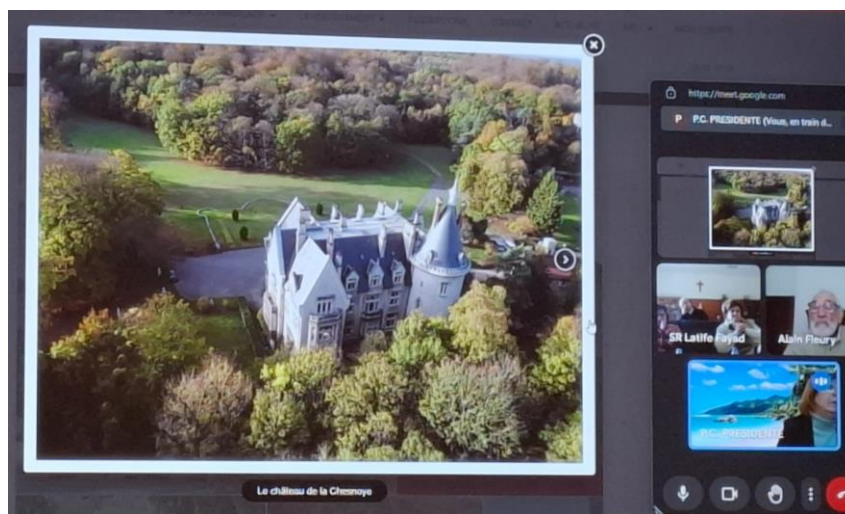 https://meet.google.com
P P.C. PRESIDENTE (Vous, en train d...
SR Latife Fayad
Alain Fleury
P.C. PRESIDENTE
Le château de la Chesnoye